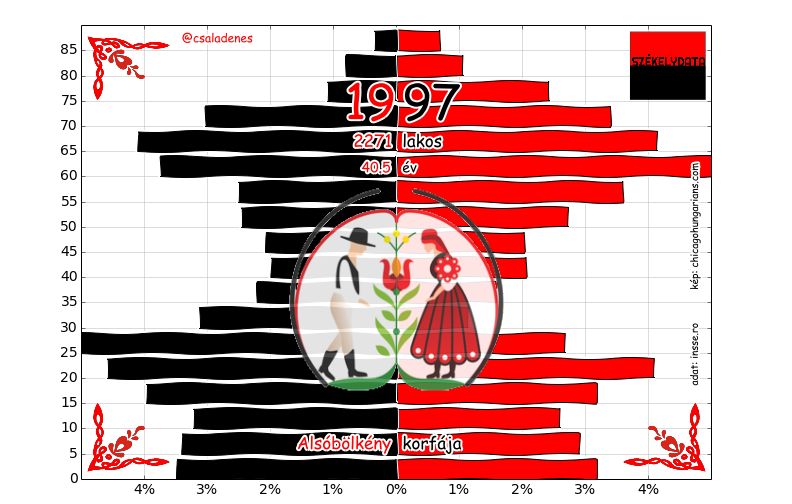 @csaladenes
SZÉKELYDATA
1997
2271 lakos
40.5 év
kép: chicagohungarians.com
adat: insse.ro
Alsóbölkény korfája
85
80
75
70
65
60
55
50
45
40
35
30
25
20
15
10
5
0
4% 3% 2% 1% 0% 1% 2% 3% 4%